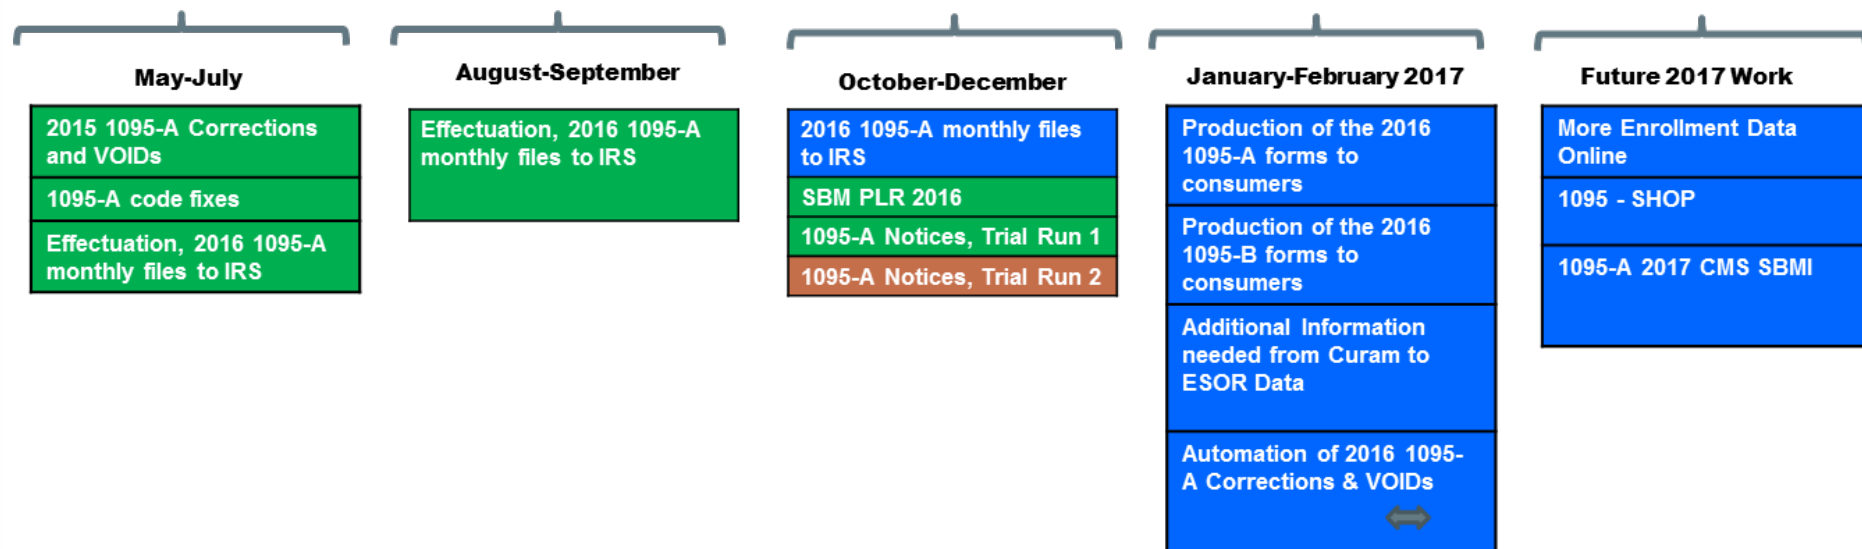 May-July
2015 1095-A Corrections
and VOIDs
1095-A code fixes
Effectuation, 2016 1095-A
monthly files to IRS
August-September
Effectuation, 2016 1095-A
monthly files to IRS
October-December
2016 1095-A monthly files
to IRS
SBM PLR 2016
1095-A Notices, Trial Run 1
1095-A Notices, Trial Run 2
January-February 2017
Production of the 2016
1095-A forms to
consumers
Production of the 2016
1095-B forms to
consumers
Additional Information
needed from Curam to
ESOR Data
Automation of 2016 1095-
A Corrections & VOIDs
Future 2017 Work
More Enrollment Data
Online
1095 - SHOP
1095-A 2017 CMS SBMI